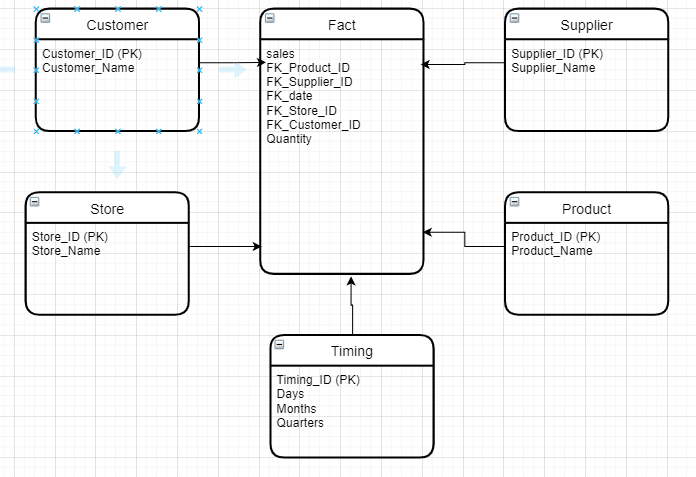 Customer
Customer_ID (PK)
Customer_Name
Fact
sales
FK_Product_ID
FK_Supplier_ID
FK_date
FK_Store_ID
FK_Customer_ID
Quantity
Supplier
Supplier_ID (PK)
Supplier_Name
Store
Store_ID (PK)
Store_Name
Product
Product_ID (PK)
Product_Name
Timing
Timing_ID (PK)
Days
Months
Quarters